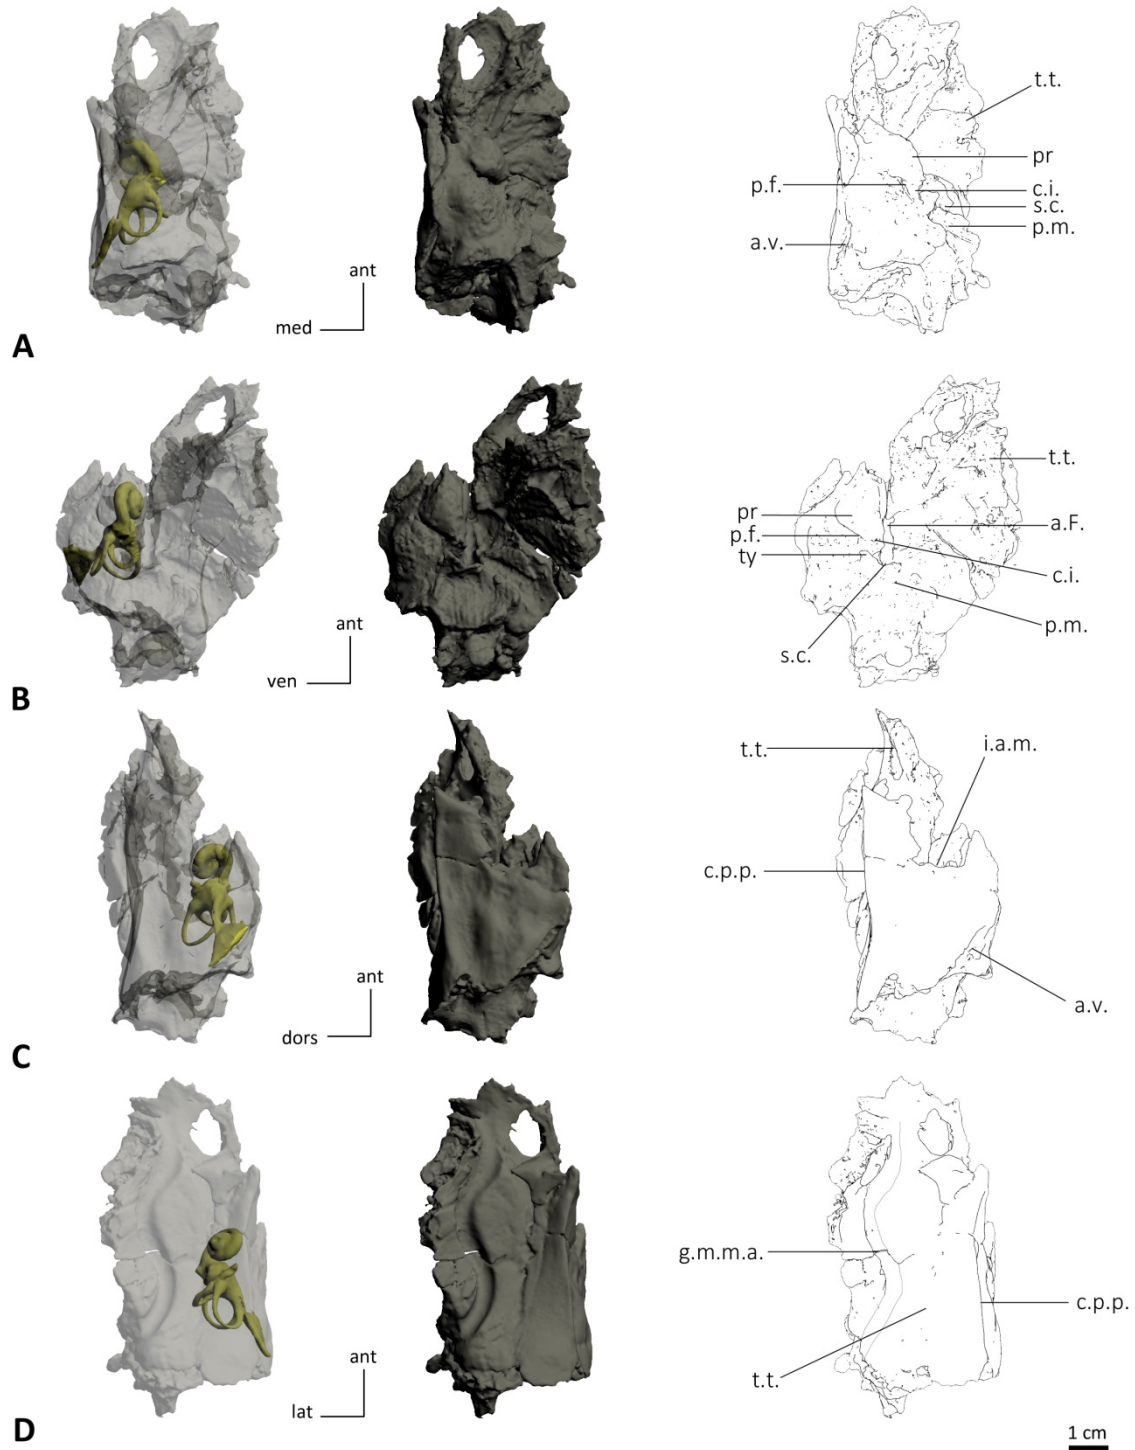 t.t.
pr
p.f.
c.i.
s.c.
p.m.
a.v.
ant
med
A
t.t.
pr
a.F.
p.f.
ty
c.i.
ant
p.m.
s.c.
ven
B
i.a.m.
t.t.
c.p.p.
ant
a.v.
dors
C
g.m.m.a.
c.p.p.
ant
t.t.
lat
D
1 cm